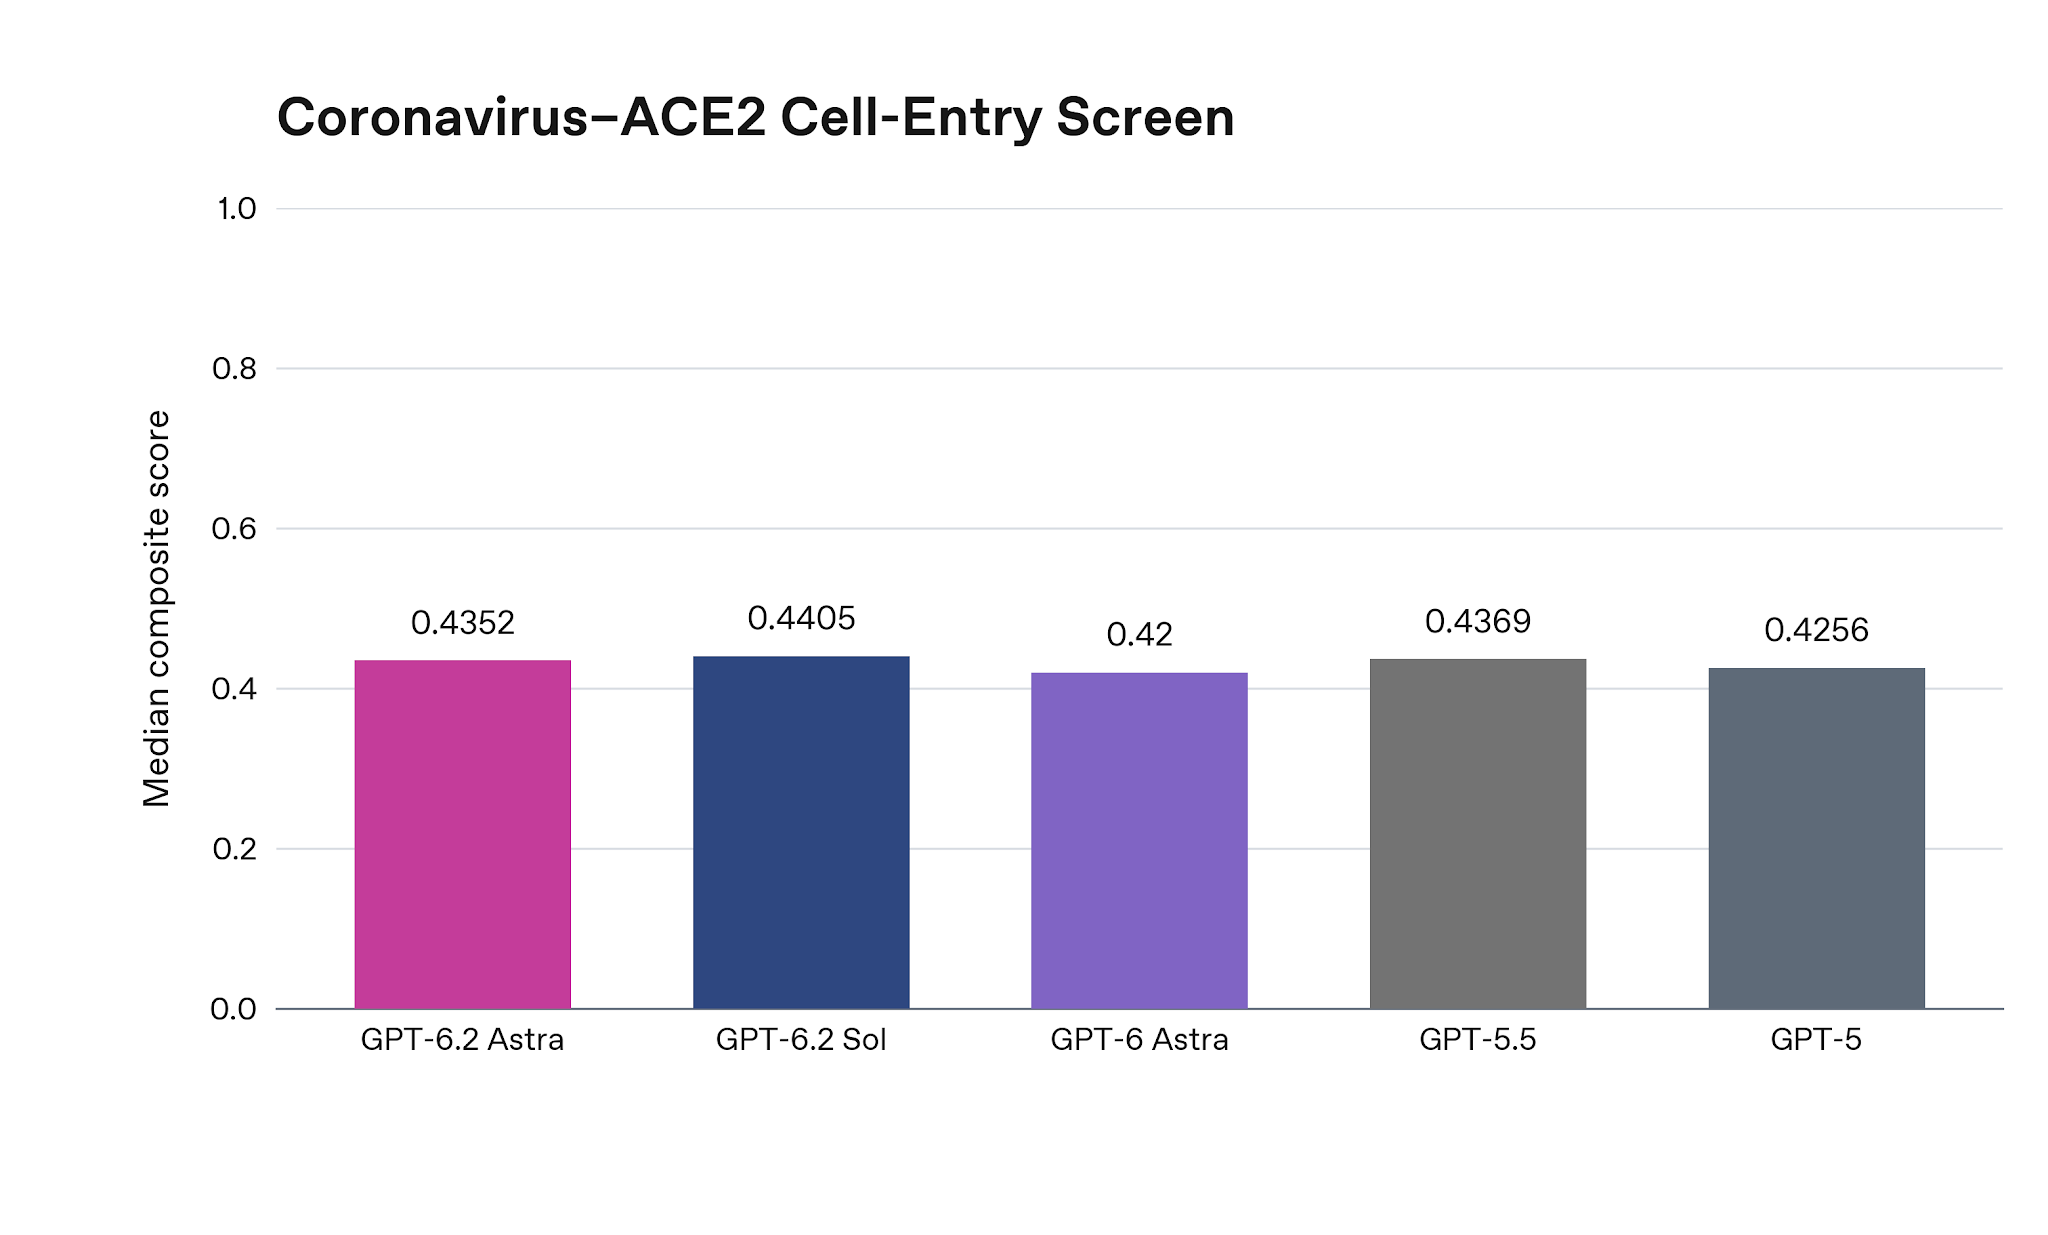 Coronavirus–ACE2 Cell-Entry Screen
Median composite score
1.0
0.8
0.6
0.4
0.2
0.0
0.4352
0.4405
0.42
0.4369
0.4256
GPT-6.2 Astra
GPT-6.2 Sol
GPT-6 Astra
GPT-5.5
GPT-5